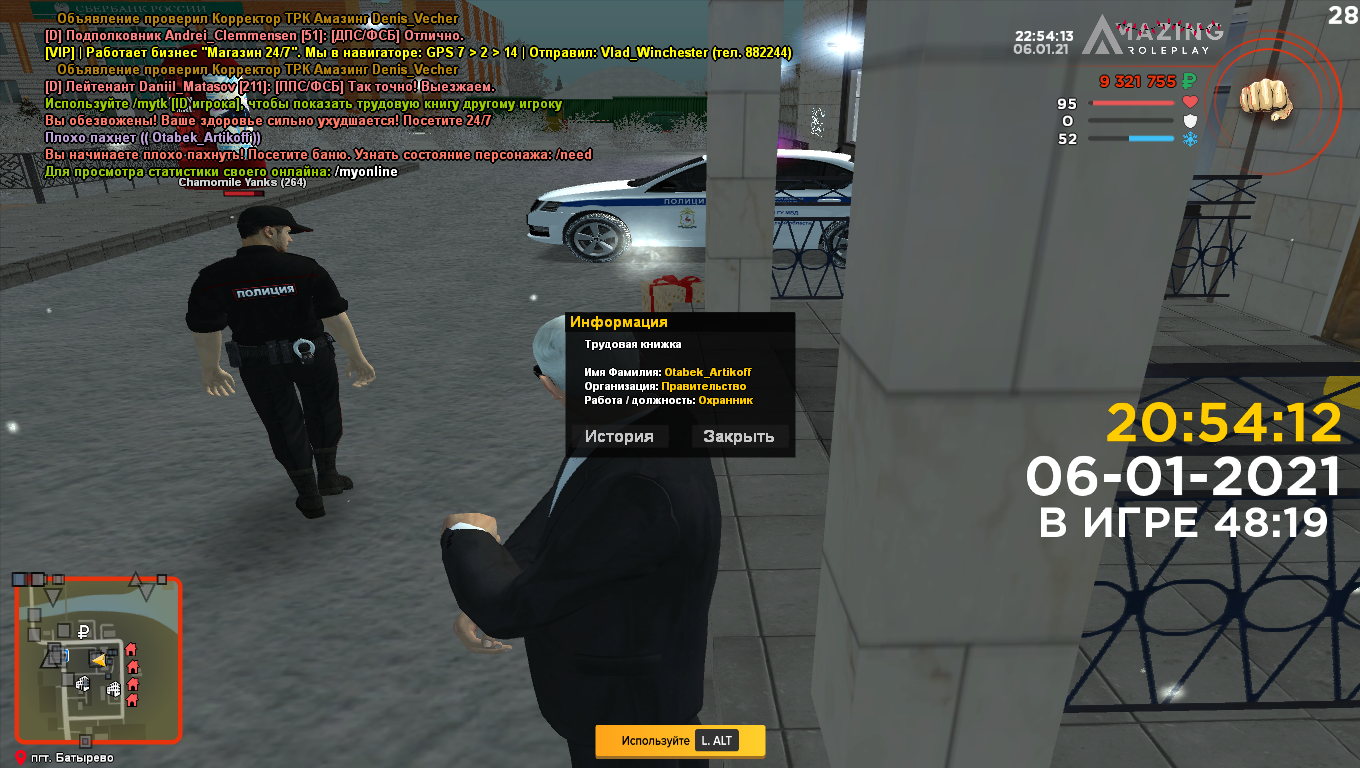 СБЕРБАНК РОССИИ
Объявление проверил Корректор ТРК Амазинг Denis_Vecher
[D] Подполковник Andrei_Clemmensen [51]: [ДПС/ФСБ] Отлично.
[VIP] | Работает бизнес "Магазин 24/7". Мы в навигаторе: GPS 7 > 2 > 14 | Отправил: Vlad_Winchester (тел. 882244)
Объявление проверил Корректор ТРК Амазинг Denis_Vecher
[D] Лейтенант Daniil_Matasov [211]: [ППС/ФСБ] Так точно! Выезжаем.
Используйте /mytk [ID игрока], чтобы показать трудовую книгу другому игроку
Вы обезвожены! Ваше здоровье сильно ухудшается! Посетите 24/7
Плохо пахнет (( Otabek_Artikoff))
Вы начинаете плохо пахнуть! Посетите баню. Узнать состояние персонажа: /need
Для просмотра статистики своего онлайна: /myonline
Chamomile Yanks (264)
28
22:54:13
06.01.21
AMAZING
ROLEPLAY
9 321 755 ₽
95
0
52
ПОЛИЦИ
ГУ МВД
ПОЛИЦИЯ
Информация
Трудовая книжка
Имя Фамилия: Otabek_Artikoff
Организация: Правительство
Работа / должность: Охранник
История Закрыть
20:54:12
06-01-2021
В ИГРЕ 48:19
₽
пгт. Батырево
Используйте L. ALT